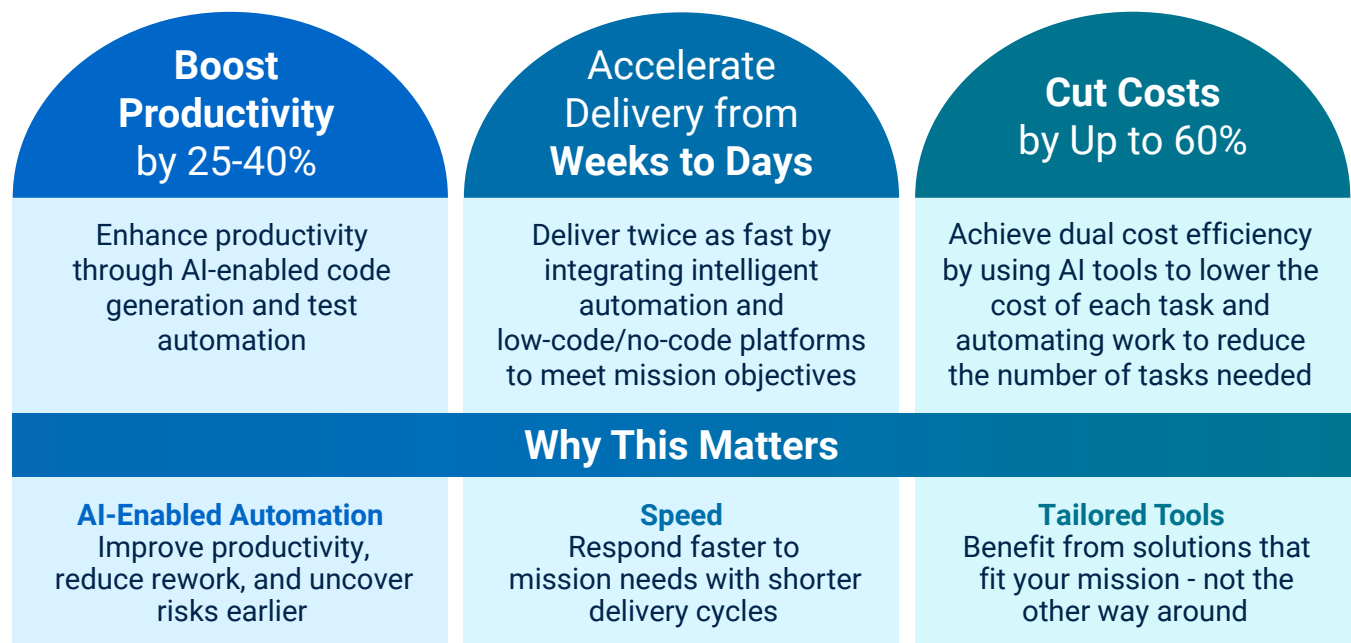 Boost
Productivity
by 25-40%
Enhance productivity
through AI-enabled code
generation and test
automation
Accelerate
Delivery from
Weeks to Days
Deliver twice as fast by
integrating intelligent
automation and
low-code/no-code platforms
to meet mission objectives
Cut Costs
by Up to 60%
Achieve dual cost efficiency
by using AI tools to lower the
cost of each task and
automating work to reduce
the number of tasks needed
Why This Matters
AI-Enabled Automation
Improve productivity,
reduce rework, and uncover
risks earlier
Speed
Respond faster to
mission needs with shorter
delivery cycles
Tailored Tools
Benefit from solutions that
fit your mission - not the
other way around